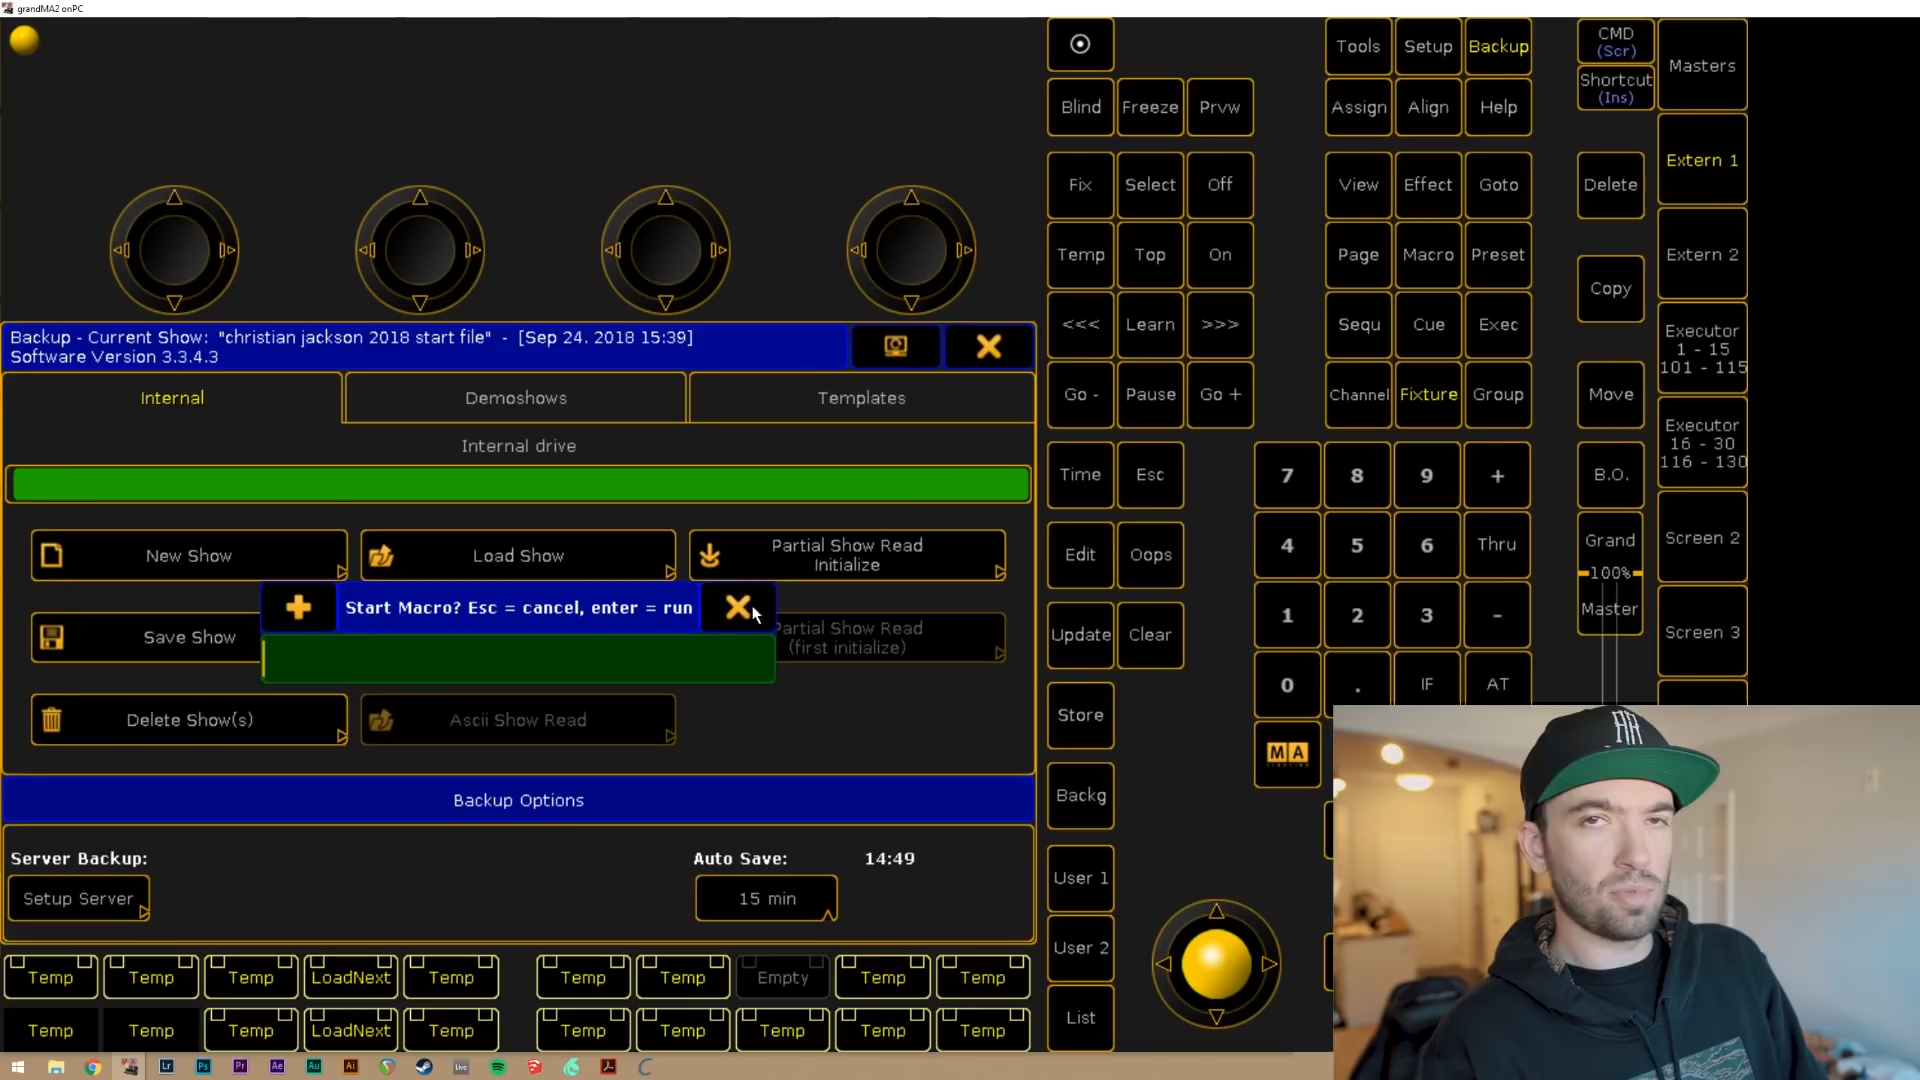 grandMA2 onPC
Tools
Setup
Backup
CMD
(Scr)
Masters
Shortcut
(Ins)
Blind
Freeze
Prvw
Assign
Align
Help
Extern 1
Fix
Select
Off
View
Effect
Goto
Delete
Temp
Top
On
Page
Macro
Preset
Extern 2
Copy
<<<
Learn
>>>
Sequ
Cue
Exec
Executor
1 - 15
101 - 115
Go -
Pause
Go +
Channel
Fixture
Group
Move
Executor
16 - 30
116 - 130
Backup - Current Show: "christian jackson 2018 start file" - [Sep 24. 2018 15:39]
Software Version 3.3.4.3
Internal
Demoshows
Templates
Internal drive
New Show
Load Show
Partial Show Read
Initialize
Start Macro? Esc = cancel, enter = run
Save Show
Partial Show Read
(first initialize)
Delete Show(s)
Ascii Show Read
Backup Options
Server Backup:
Auto Save:
14:49
Setup Server
15 min
Time
Esc
7
8
9
+
B.O.
Edit
Oops
4
5
6
Thru
Grand
100%
Master
Screen 2
Update
Clear
1
2
3
-
Screen 3
Store
0
.
IF
AT
MA
Backg
User 1
User 2
List
Temp
Temp
Temp
LoadNext
Temp
Temp
Temp
Empty
Temp
Temp
Temp
Temp
Temp
LoadNext
Temp
Temp
Temp
Temp
Temp
Temp
Lr
Ps
Pr
Ae
Au
Ai
Live